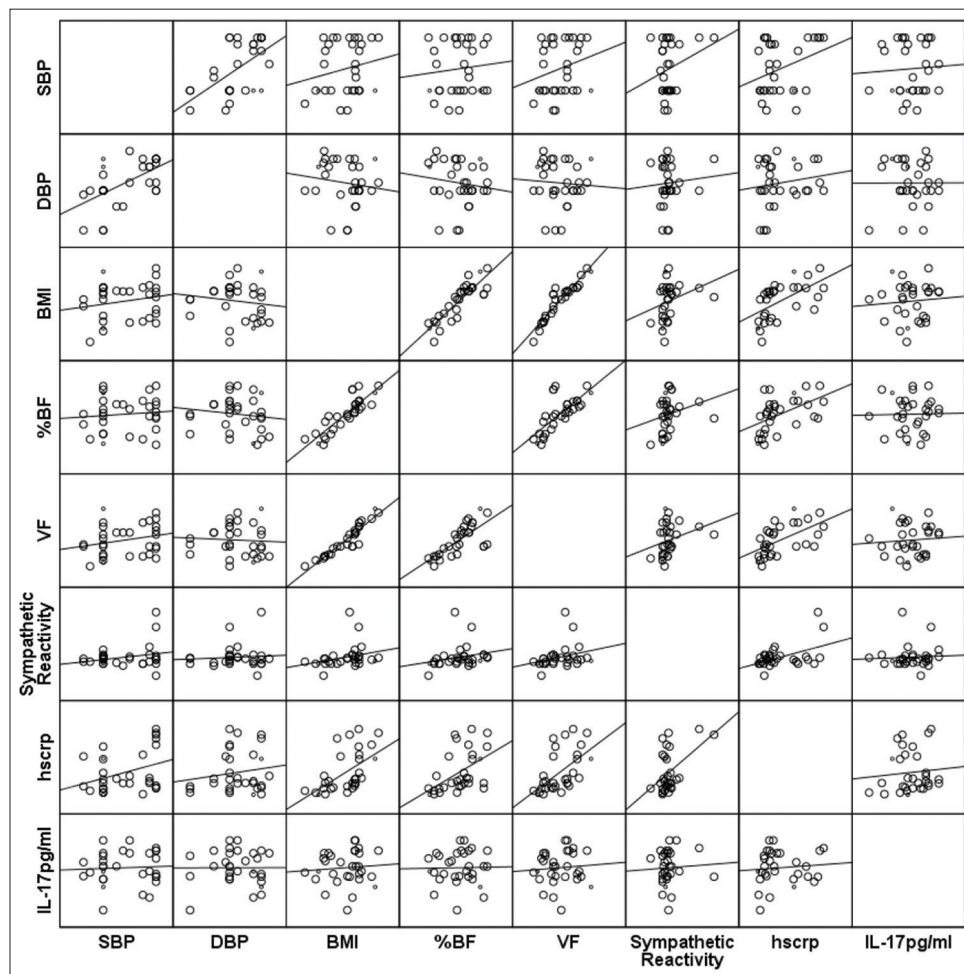 SBP
DBP
BMI
%BF
VF
Sympathetic
Reactivity
hscrp
IL-17pg/ml
SBP
DBP
BMI
%BF
VF
Sympathetic
Reactivity
hscrp
IL-17pg/ml